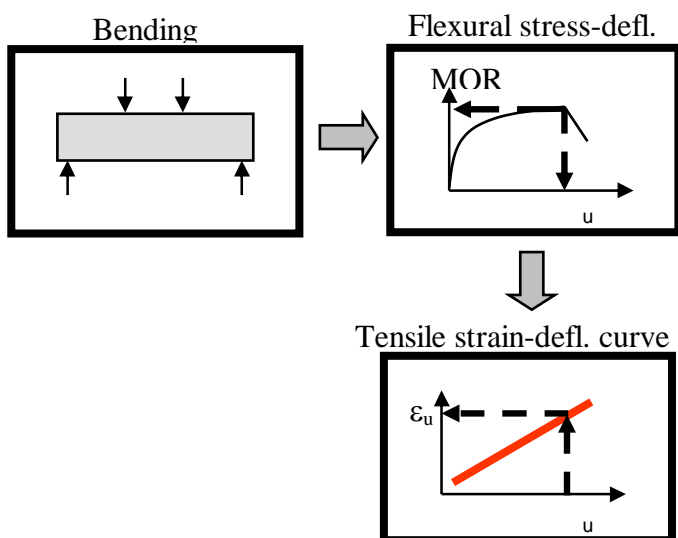 Bending
Flexural stress-defl.
MOR
u
Tensile strain-defl. curve
εu
u